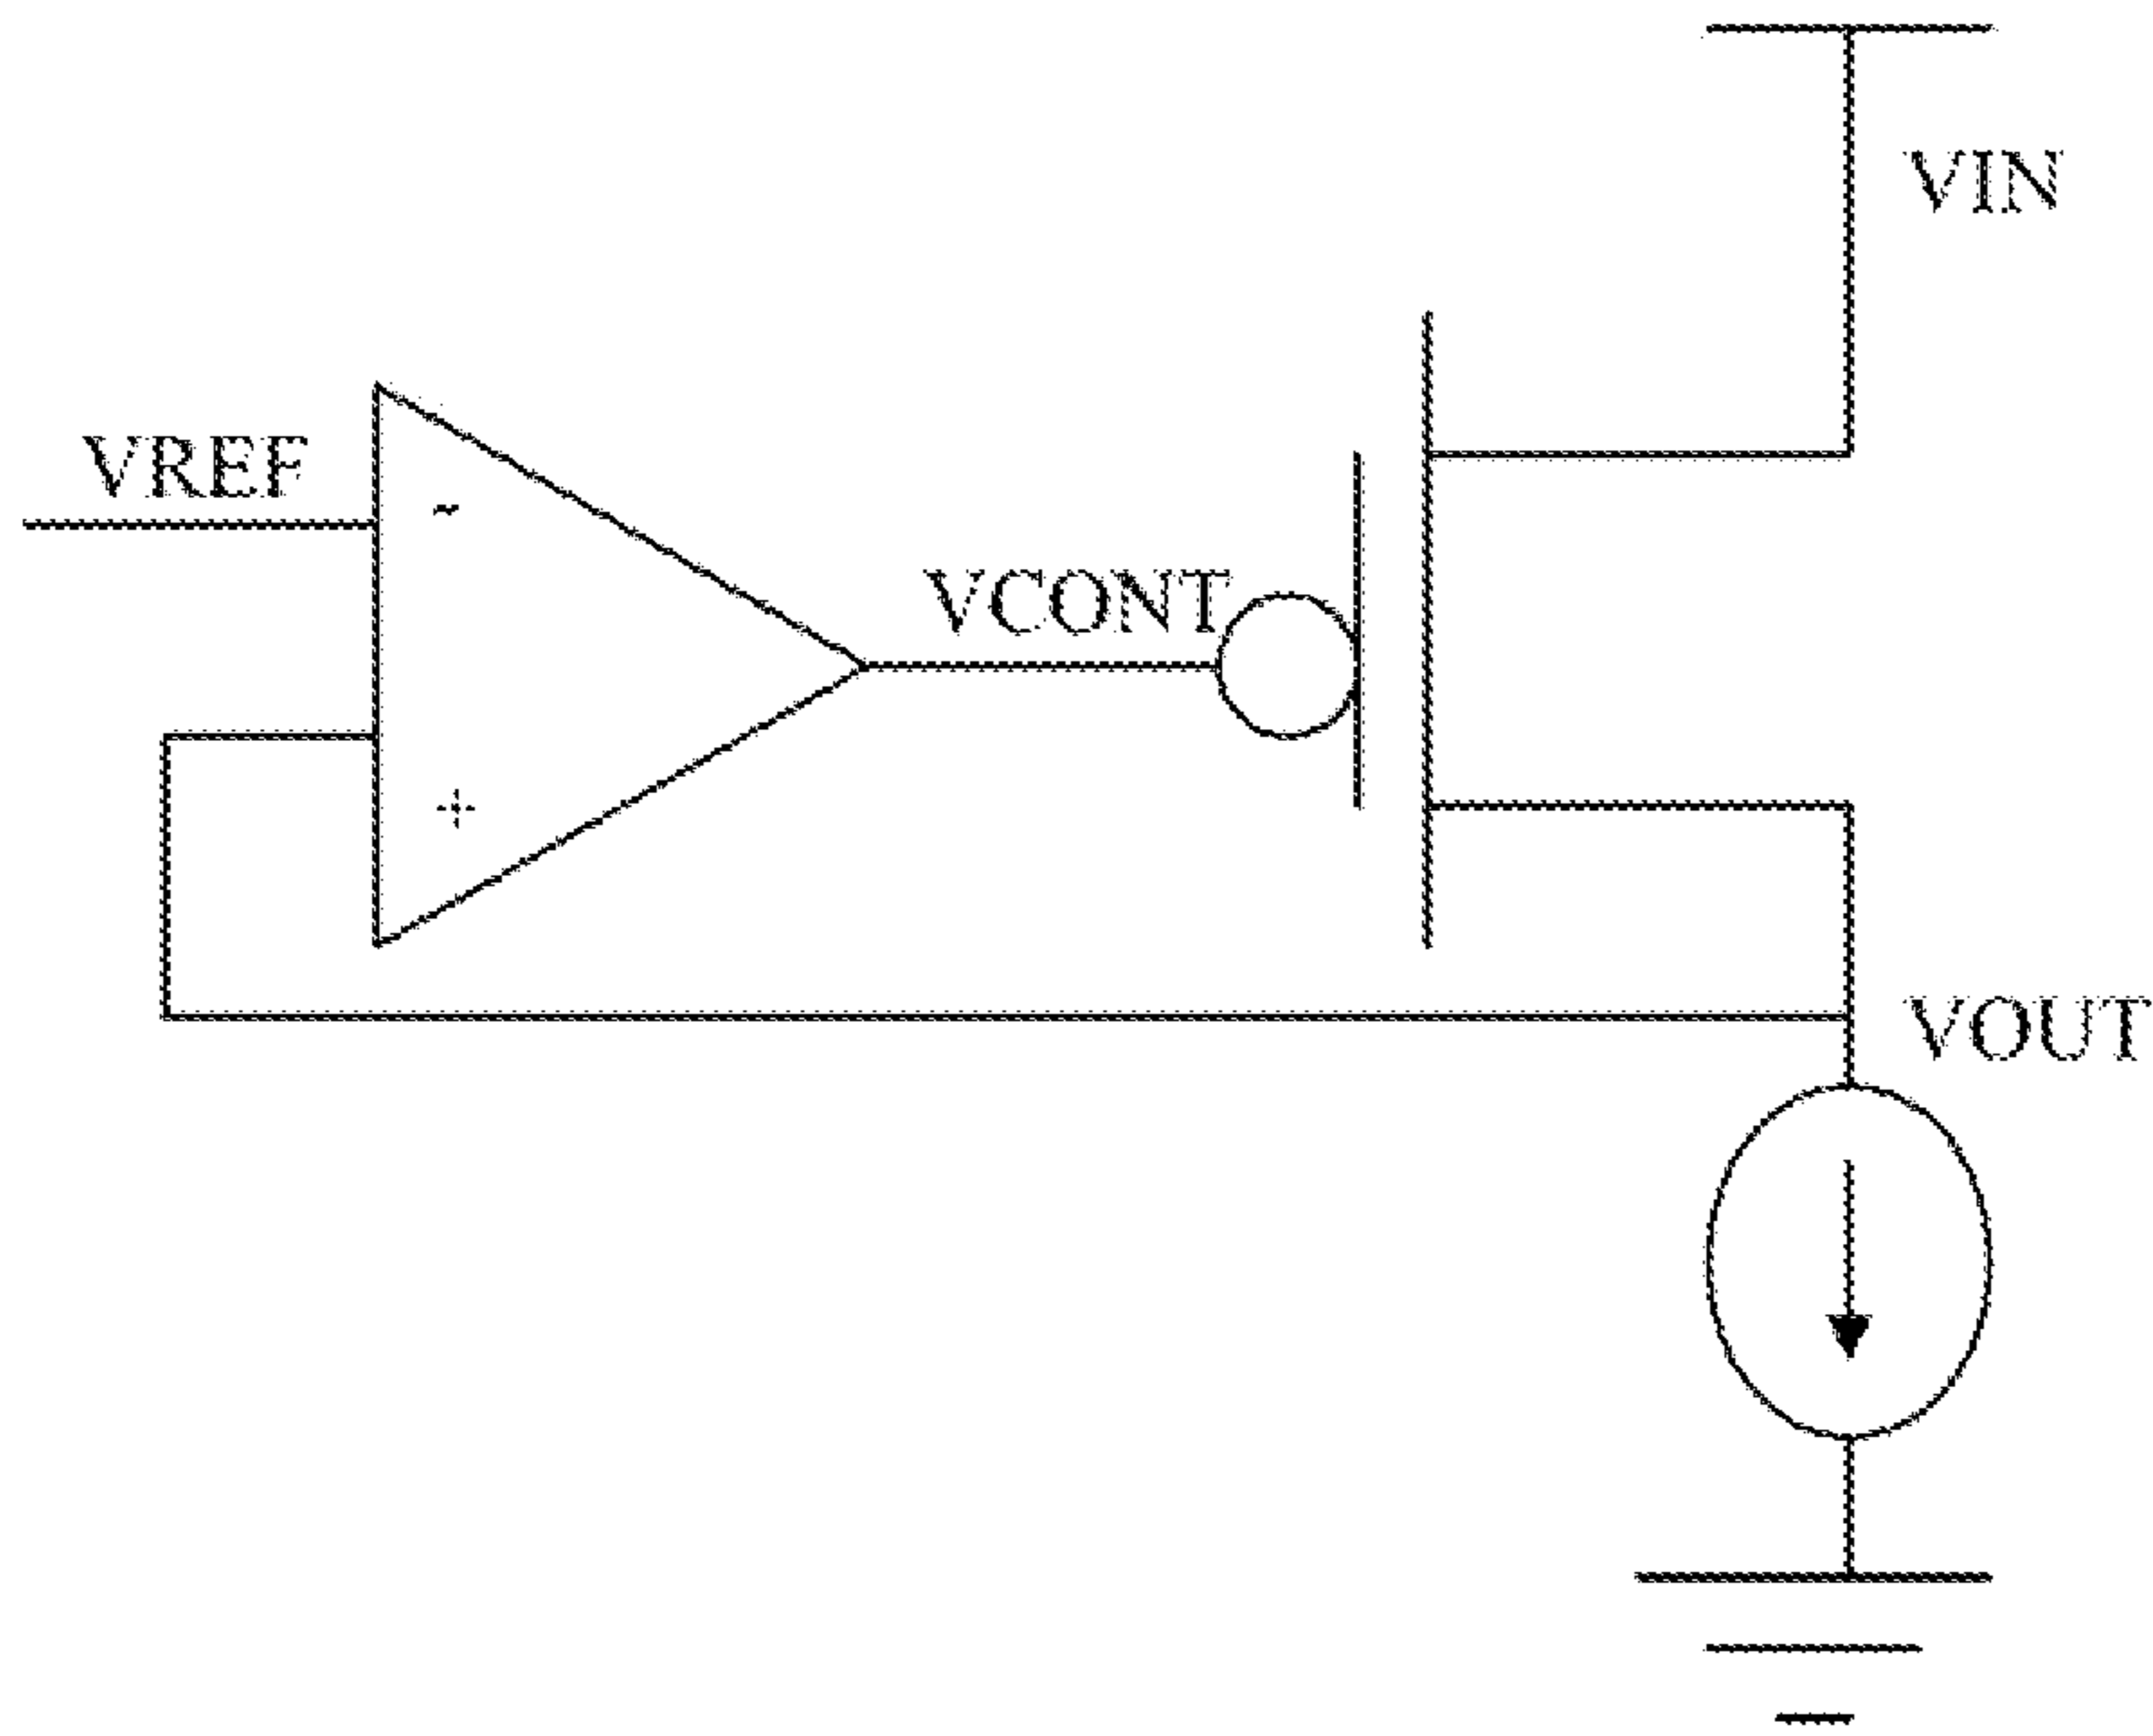 VIN
VREF
-
VCONT
+
VOUT